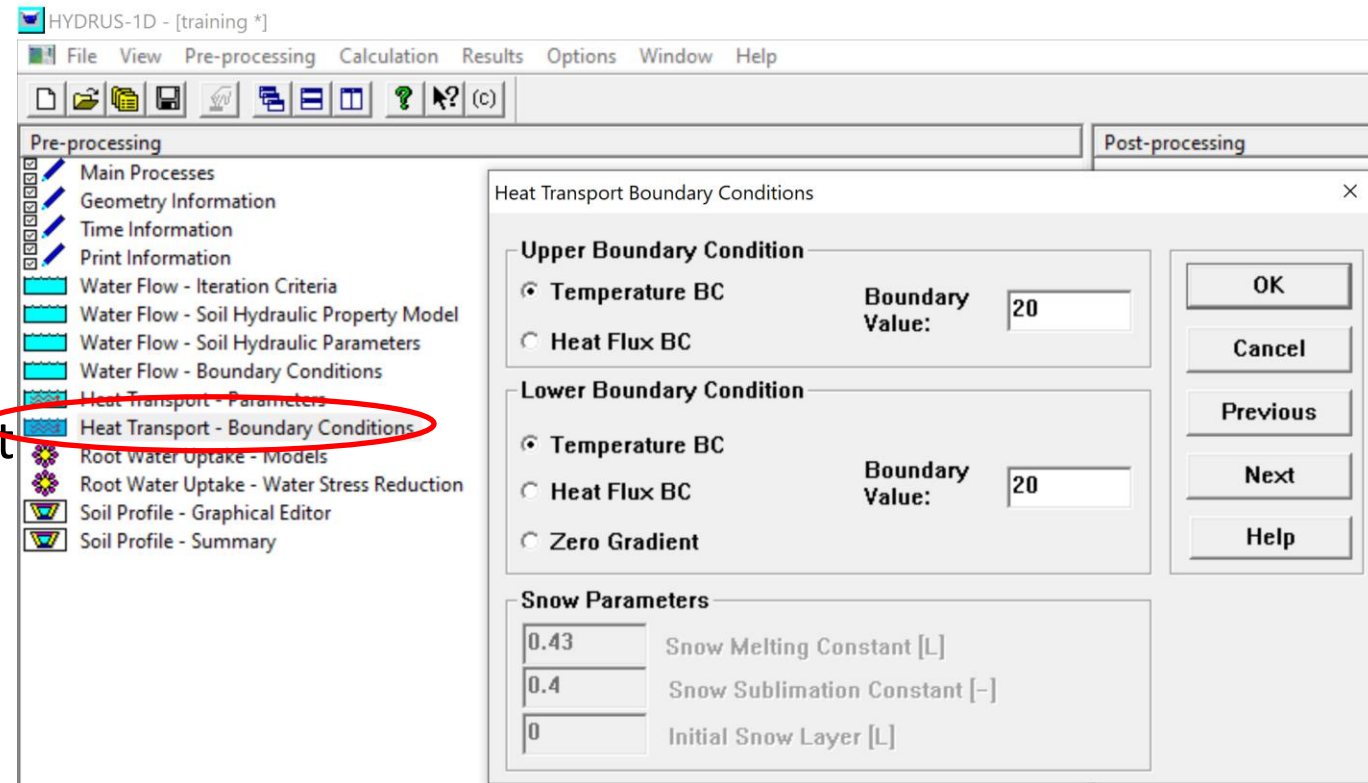 HYDRUS-1D - [training *]
File View Pre-processing Calculation Results Options Window Help
(c)
Pre-processing
Post-processing
Main Processes
Geometry Information
Time Information
Print Information
Water Flow - Iteration Criteria
Water Flow - Soil Hydraulic Property Model
Water Flow - Soil Hydraulic Parameters
Water Flow - Boundary Conditions
Heat Transport - Parameters
Heat Transport - Boundary Conditions
t
Root Water Uptake - Models
Root Water Uptake - Water Stress Reduction
Soil Profile - Graphical Editor
Soil Profile - Summary
Heat Transport Boundary Conditions
Upper Boundary Condition
Temperature BC
Heat Flux BC
Boundary
Value:
20
Lower Boundary Condition
Temperature BC
Heat Flux BC
Zero Gradient
Boundary
Value:
20
Snow Parameters
0.43 Snow Melting Constant [L]
0.4 Snow Sublimation Constant [-]
0 Initial Snow Layer [L]
OK
Cancel
Previous
Next
Help